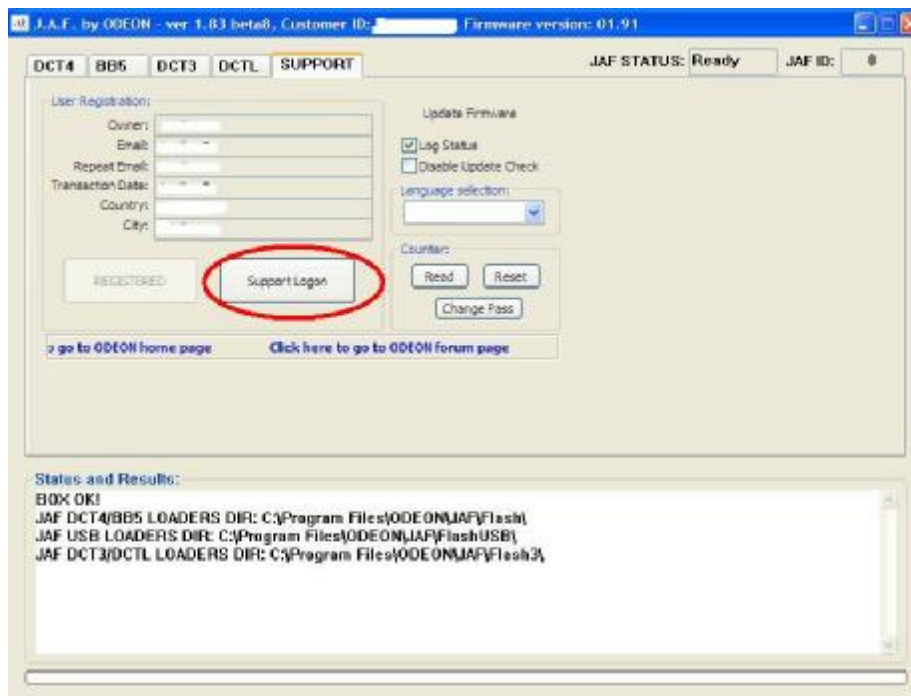 J.A.F. by ODEON - ver 1.83 beta8, Customer ID: Firmware version: 01.91
DCT4 BB5 DCT3 DCTL SUPPORT
JAF STATUS: Ready JAF ID: 0
User Registration:
Owner:
Email:
Repeat Email:
Transaction Date:
Country:
City:
REGISTERED
Support Logon
Update Firmware
Log Status
Disable Update Check
Language selection:
Counter:
Read Reset
Change Pass
o go to ODEON home page Click here to go to ODEON forum page
Status and Results:
BOX OK!
JAF DCT4/BB5 LOADERS DIR: C:\Program Files\ODEON\JAF\Flash\
JAF USB LOADERS DIR: C:\Program Files\ODEON\JAF\FlashUSB\
JAF DCT3/DCTL LOADERS DIR: C:\Program Files\ODEON\JAF\Flash3\